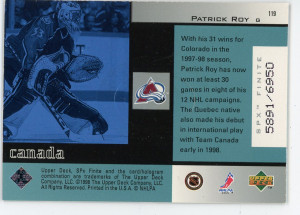 119
PATRICK ROY G
With his 31 wins for
Colorado in the
1997-98 season,
Patrick Roy has now
won at least 30
games in eight of his
12 NHL campaigns.
The Quebec native
also made his debut
in international play
with Team Canada
early in 1998.
SPx FINITE
5891/6950
canada
Upper Deck, SPx Finite and the card/hologram
combination are trademarks of The Upper Deck
Company, LLC. ©1998 The Upper Deck Company, LLC.
All Rights Reserved. Printed in the U.S.A. © NHLPA